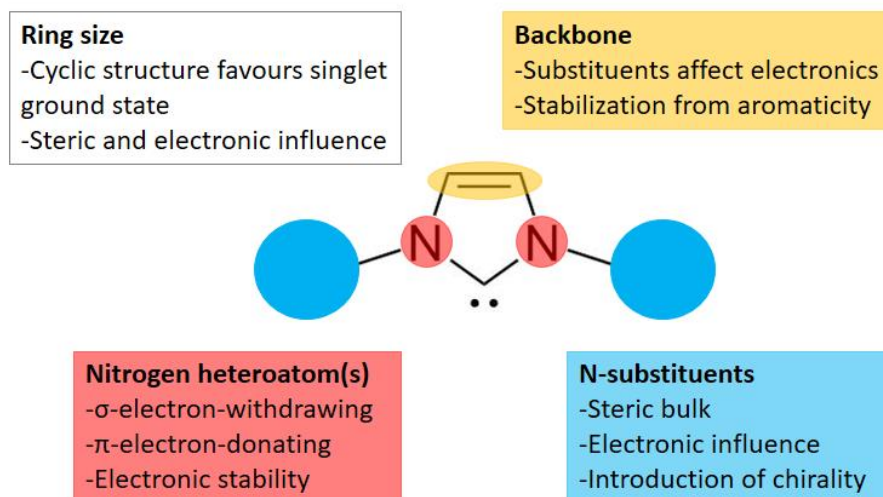 Ring size
-Cyclic structure favours singlet
ground state
-Steric and electronic influence
Backbone
-Substituents affect electronics
-Stabilization from aromaticity
N
N
Nitrogen heteroatom(s)
-σ-electron-withdrawing
-π-electron-donating
-Electronic stability
N-substituents
-Steric bulk
-Electronic influence
-Introduction of chirality